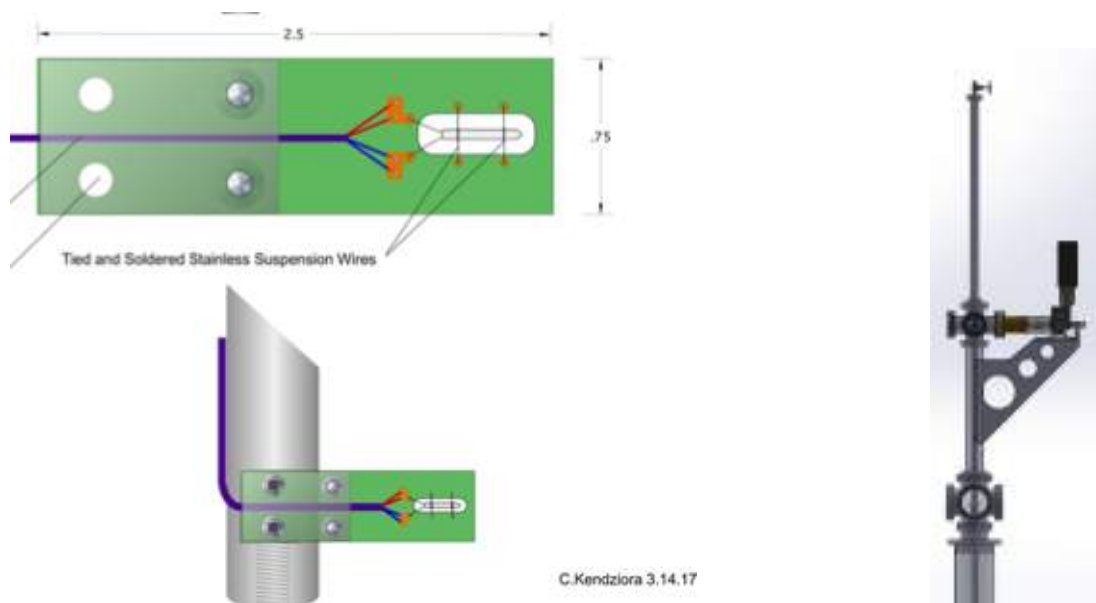 2.5
.75
Tied and Soldered Stainless Suspension Wires
C.Kendziora 3.14.17